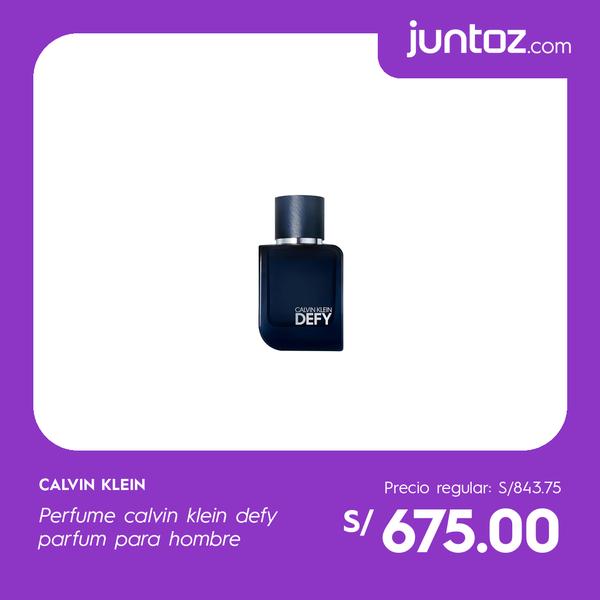 juntoz.com
CALVIN KLEIN
DEFY
CALVIN KLEIN
Perfume calvin klein defy
parfum para hombre
Precio regular: S/843.75
S/ 675.00